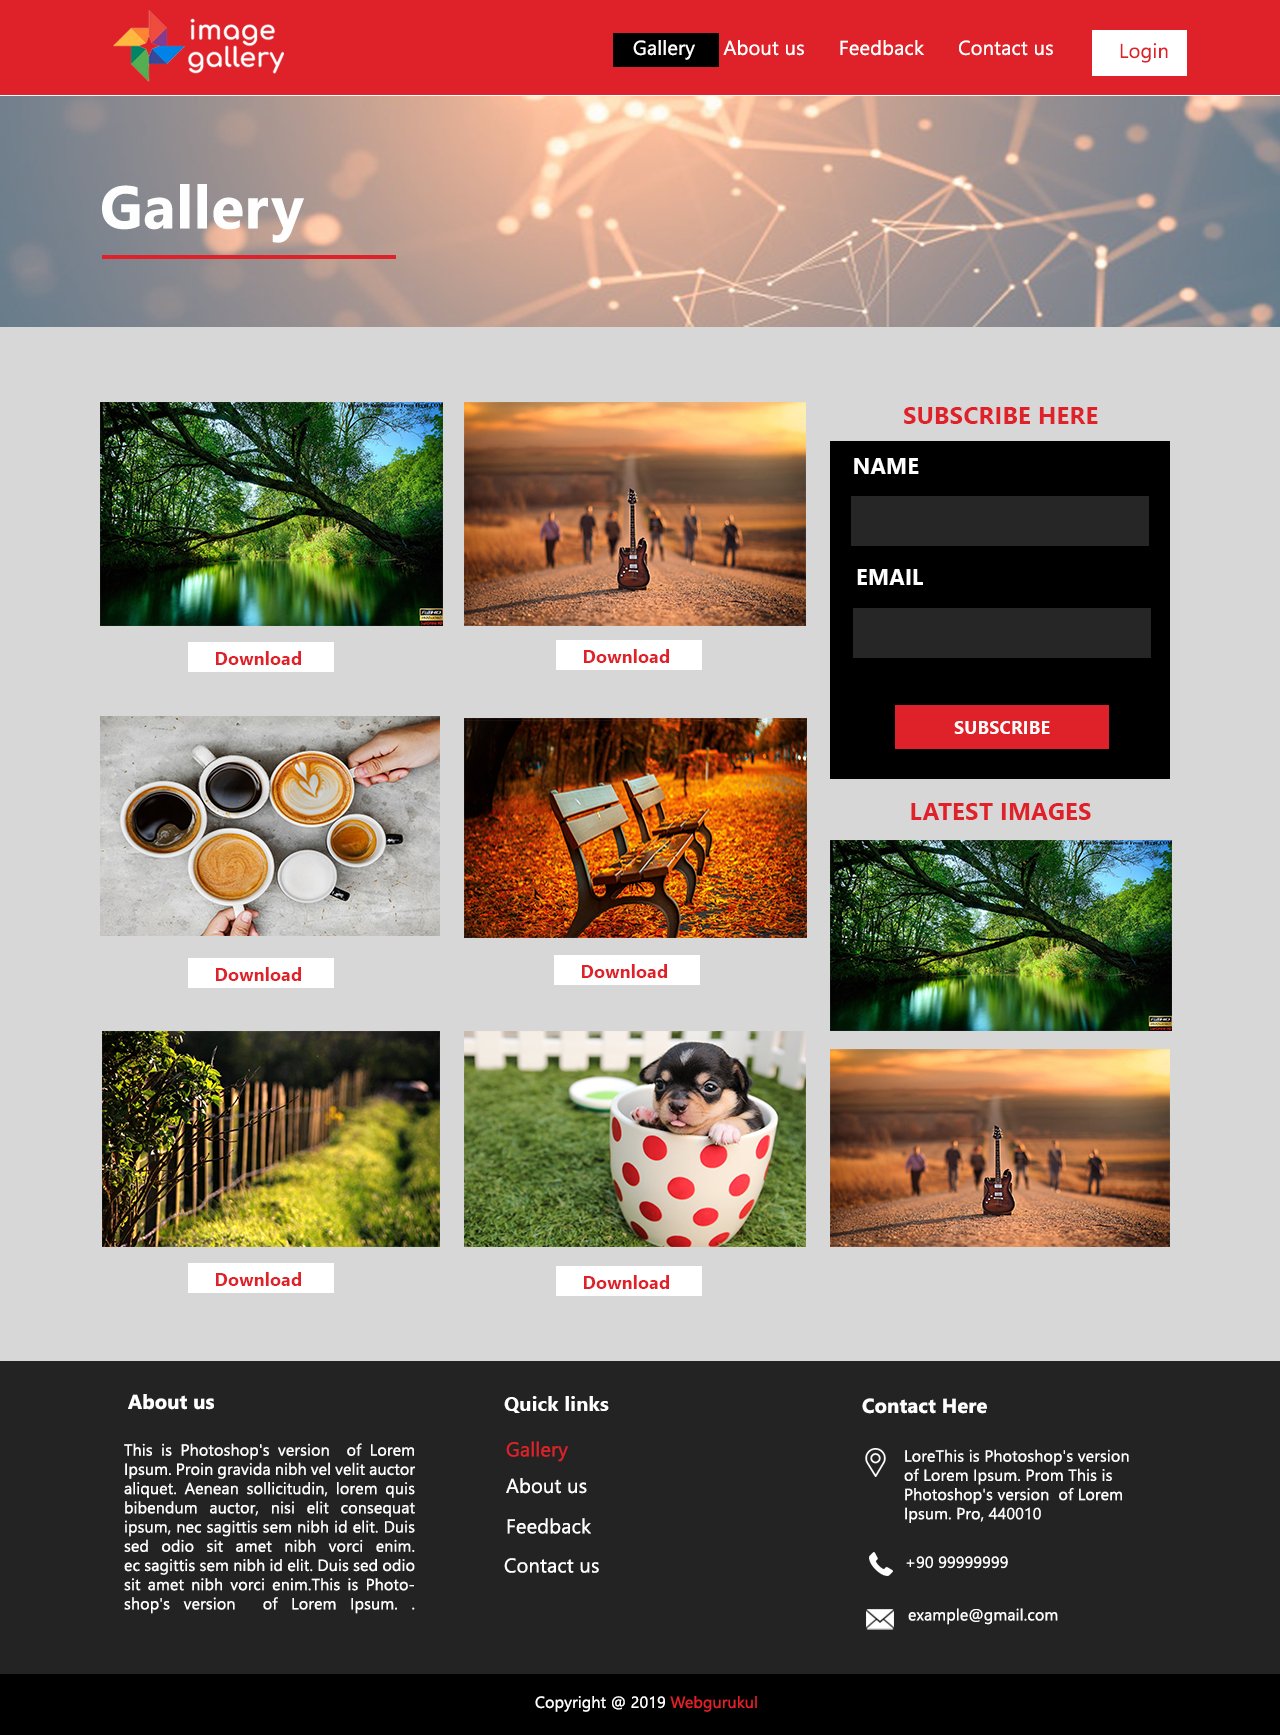 image
gallery
Gallery
About us
Feedback
Contact us
Login
Gallery
SUBSCRIBE HERE
NAME
EMAIL
SUBSCRIBE
Download
Download
Download
Download
LATEST IMAGES
Download
Download
About us
This is Photoshop's version of Lorem
Ipsum. Proin gravida nibh vel velit auctor
aliquet. Aenean sollicitudin, lorem quis
bibendum auctor, nisi elit consequat
ipsum, nec sagittis sem nibh id elit. Duis
sed odio sit amet nibh vorci enim.
ec sagittis sem nibh id elit. Duis sed odio
sit amet nibh vorci enim.This is Photo-
shop's version of Lorem Ipsum. .
Quick links
Gallery
About us
Feedback
Contact us
Contact Here
LoreThis is Photoshop's version
of Lorem Ipsum. Prom This is
Photoshop's version of Lorem
Ipsum. Pro, 440010
+90 99999999
example@gmail.com
Copyright @ 2019 Webgurukul